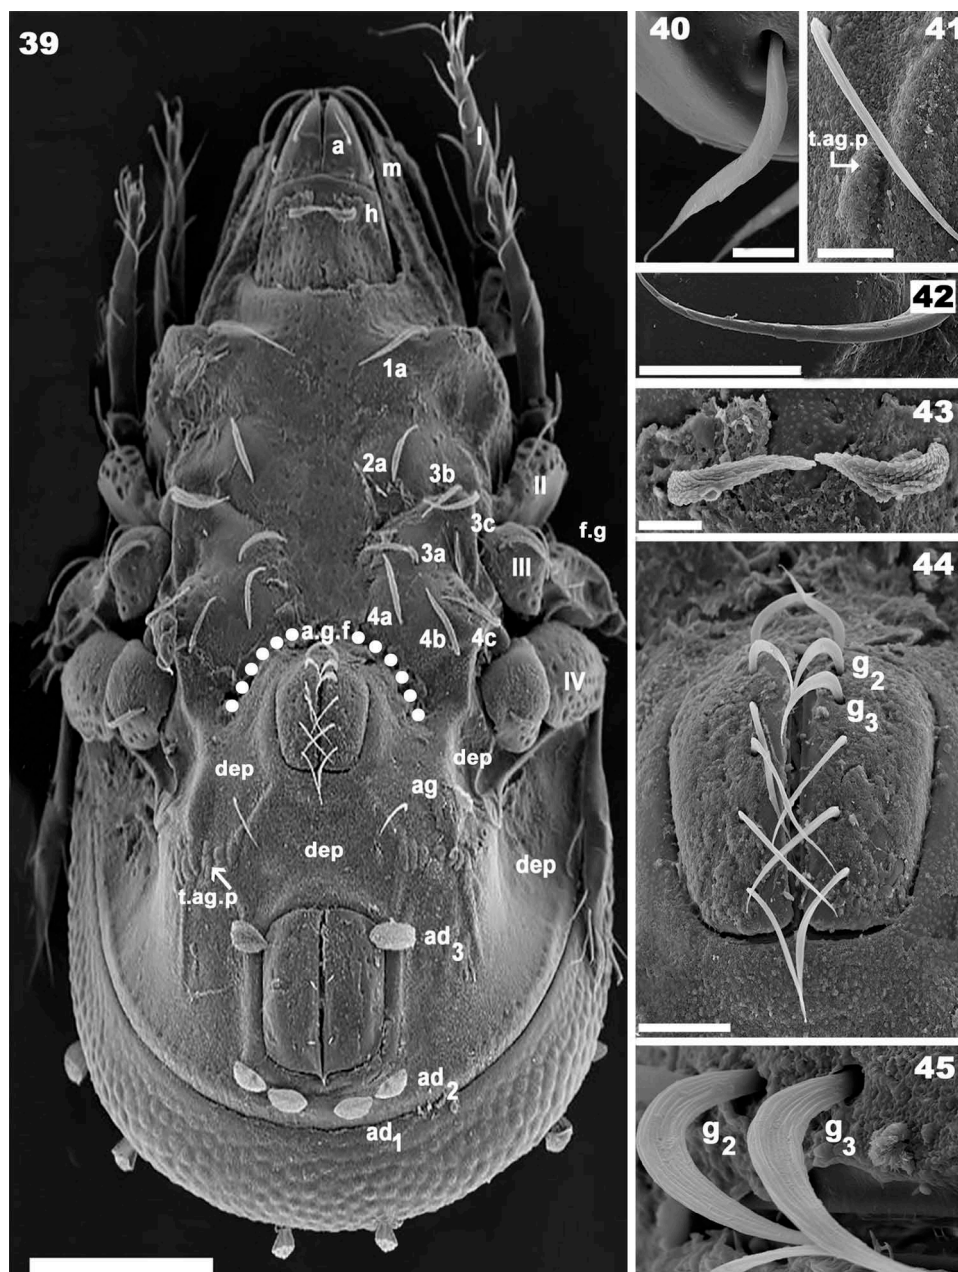 39
a
I
m
h
1a
2a
3b
II
3c
f.g
3a
III
4a
a.g.f
4b
4c
IV
dep
dep
ag
dep
dep
t.ag.p
ad3
ad2
ad1
40
41
t.ag.p
42
43
44
g2
g3
45
g2
g3